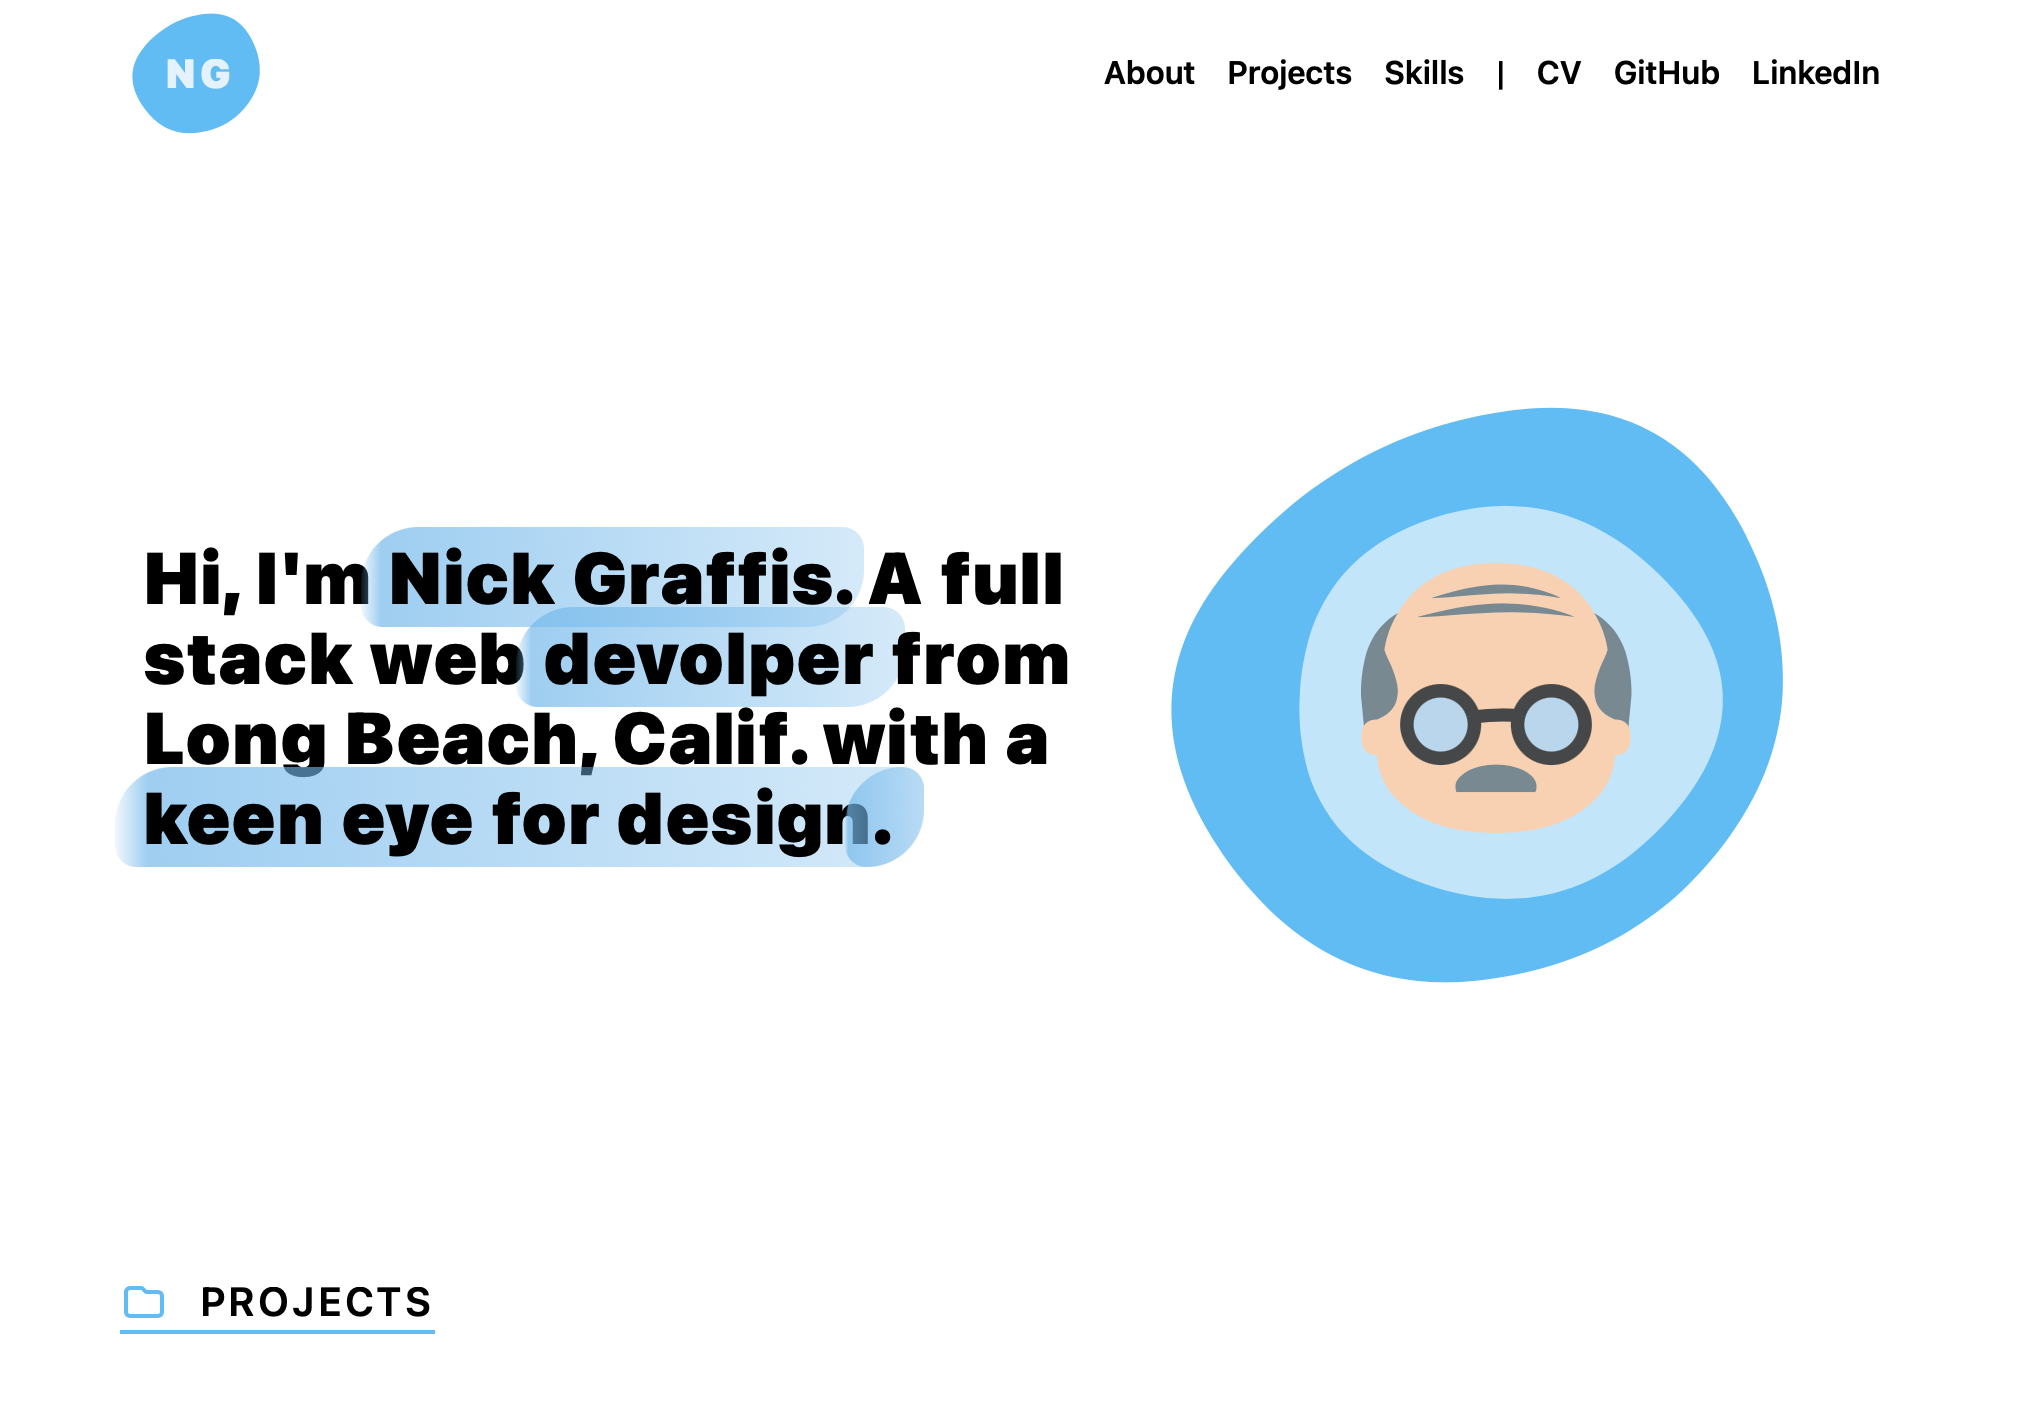 NG
About Projects Skills | CV GitHub LinkedIn
Hi, I'm Nick Graffis. A full
stack web devolper from
Long Beach, Calif. with a
keen eye for design.
PROJECTS